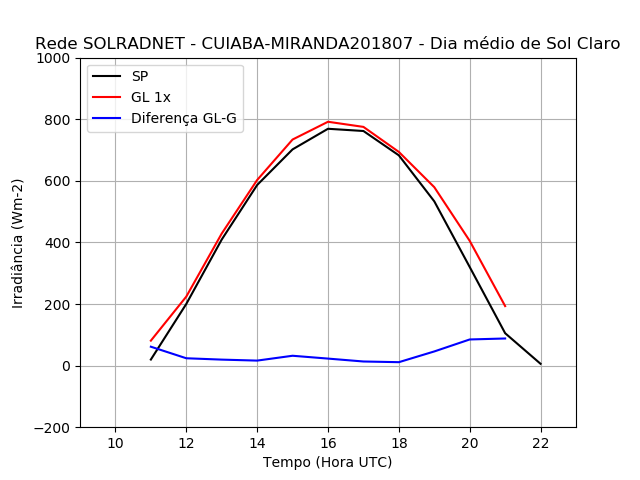 Rede SOLRADNET - CUIABA-MIRANDA201807 - Dia médio de Sol Claro
1000
800
600
400
200
0
−200
Irradiância (Wm-2)
SP
GL 1x
Diferença GL-G
10 12 14 16 18 20 22
Tempo (Hora UTC)